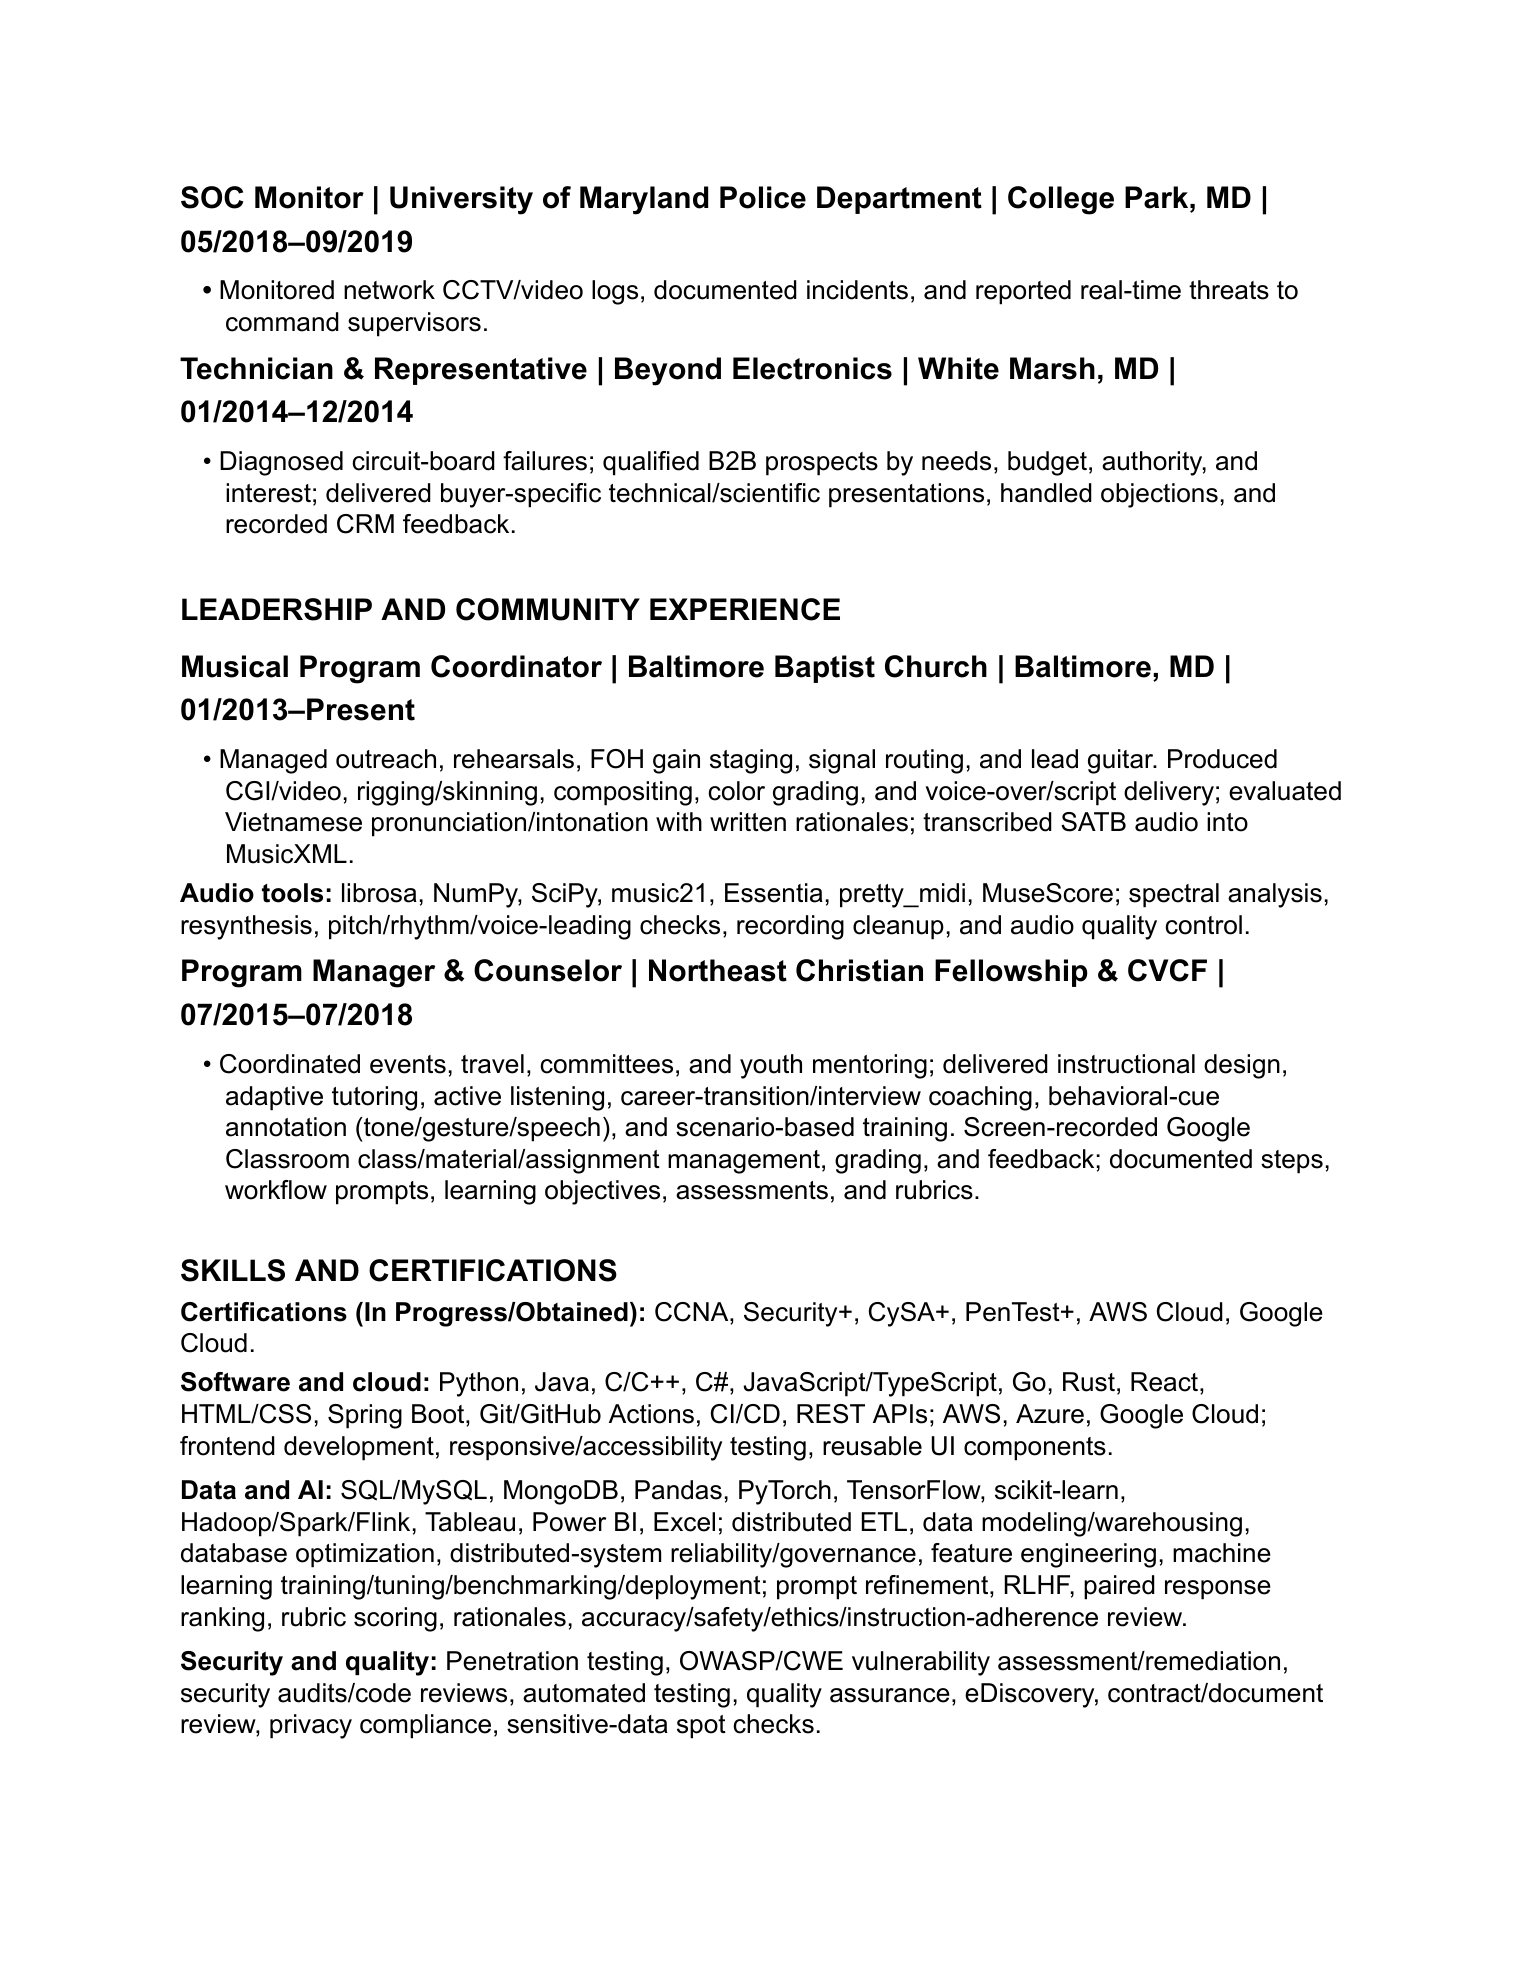 SOC Monitor | University of Maryland Police Department | College Park, MD |
05/2018–09/2019
• Monitored network CCTV/video logs, documented incidents, and reported real-time threats to
command supervisors.
Technician & Representative | Beyond Electronics | White Marsh, MD |
01/2014–12/2014
• Diagnosed circuit-board failures; qualified B2B prospects by needs, budget, authority, and
interest; delivered buyer-specific technical/scientific presentations, handled objections, and
recorded CRM feedback.
LEADERSHIP AND COMMUNITY EXPERIENCE
Musical Program Coordinator | Baltimore Baptist Church | Baltimore, MD |
01/2013–Present
• Managed outreach, rehearsals, FOH gain staging, signal routing, and lead guitar. Produced
CGI/video, rigging/skinning, compositing, color grading, and voice-over/script delivery; evaluated
Vietnamese pronunciation/intonation with written rationales; transcribed SATB audio into
MusicXML.
Audio tools: librosa, NumPy, SciPy, music21, Essentia, pretty_midi, MuseScore; spectral analysis,
resynthesis, pitch/rhythm/voice-leading checks, recording cleanup, and audio quality control.
Program Manager & Counselor | Northeast Christian Fellowship & CVCF |
07/2015–07/2018
• Coordinated events, travel, committees, and youth mentoring; delivered instructional design,
adaptive tutoring, active listening, career-transition/interview coaching, behavioral-cue
annotation (tone/gesture/speech), and scenario-based training. Screen-recorded Google
Classroom class/material/assignment management, grading, and feedback; documented steps,
workflow prompts, learning objectives, assessments, and rubrics.
SKILLS AND CERTIFICATIONS
Certifications (In Progress/Obtained): CCNA, Security+, CySA+, PenTest+, AWS Cloud, Google
Cloud.
Software and cloud: Python, Java, C/C++, C#, JavaScript/TypeScript, Go, Rust, React,
HTML/CSS, Spring Boot, Git/GitHub Actions, CI/CD, REST APIs; AWS, Azure, Google Cloud;
frontend development, responsive/accessibility testing, reusable UI components.
Data and AI: SQL/MySQL, MongoDB, Pandas, PyTorch, TensorFlow, scikit-learn,
Hadoop/Spark/Flink, Tableau, Power BI, Excel; distributed ETL, data modeling/warehousing,
database optimization, distributed-system reliability/governance, feature engineering, machine
learning training/tuning/benchmarking/deployment; prompt refinement, RLHF, paired response
ranking, rubric scoring, rationales, accuracy/safety/ethics/instruction-adherence review.
Security and quality: Penetration testing, OWASP/CWE vulnerability assessment/remediation,
security audits/code reviews, automated testing, quality assurance, eDiscovery, contract/document
review, privacy compliance, sensitive-data spot checks.